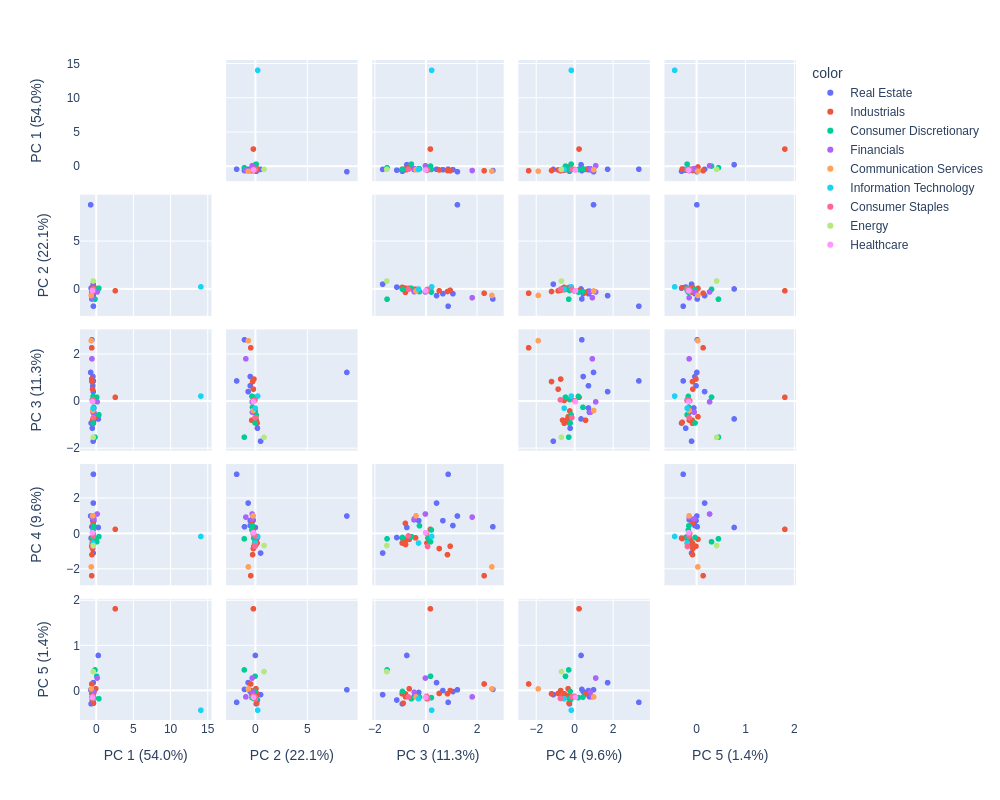 color
Real Estate
Industrials
Consumer Discretionary
Financials
Communication Services
Information Technology
Consumer Staples
Energy
Healthcare
PC 1 (54.0%)
15
10
5
0
PC 2 (22.1%)
5
0
PC 3 (11.3%)
2
0
−2
PC 4 (9.6%)
2
0
−2
PC 5 (1.4%)
2
1
0
0 5 10 15
0 5
−2 0 2
−2 0 2
0 1 2
PC 1 (54.0%)
PC 2 (22.1%)
PC 3 (11.3%)
PC 4 (9.6%)
PC 5 (1.4%)